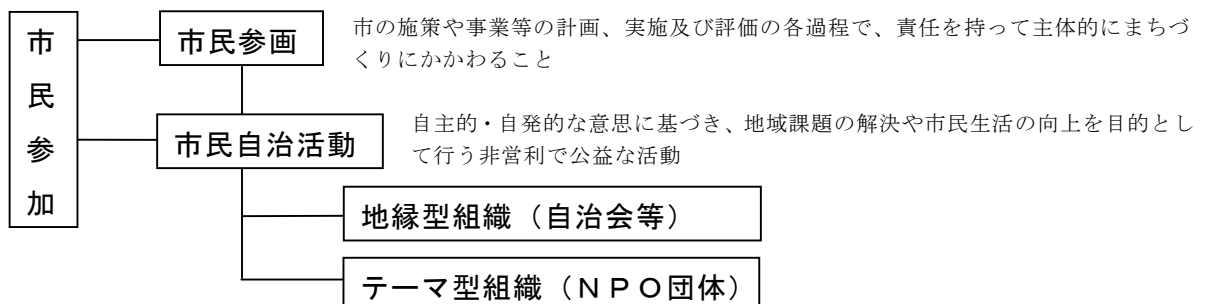 市民参加
市民参画
市の施策や事業等の計画、実施及び評価の各過程で、責任を持って主体的にまちづ
くりにかかわること
市民自治活動
自主的・自発的な意思に基づき、地域課題の解決や市民生活の向上を目的とし
て行う非営利で公益な活動
地縁型組織（自治会等）
テーマ型組織（ＮＰＯ団体）